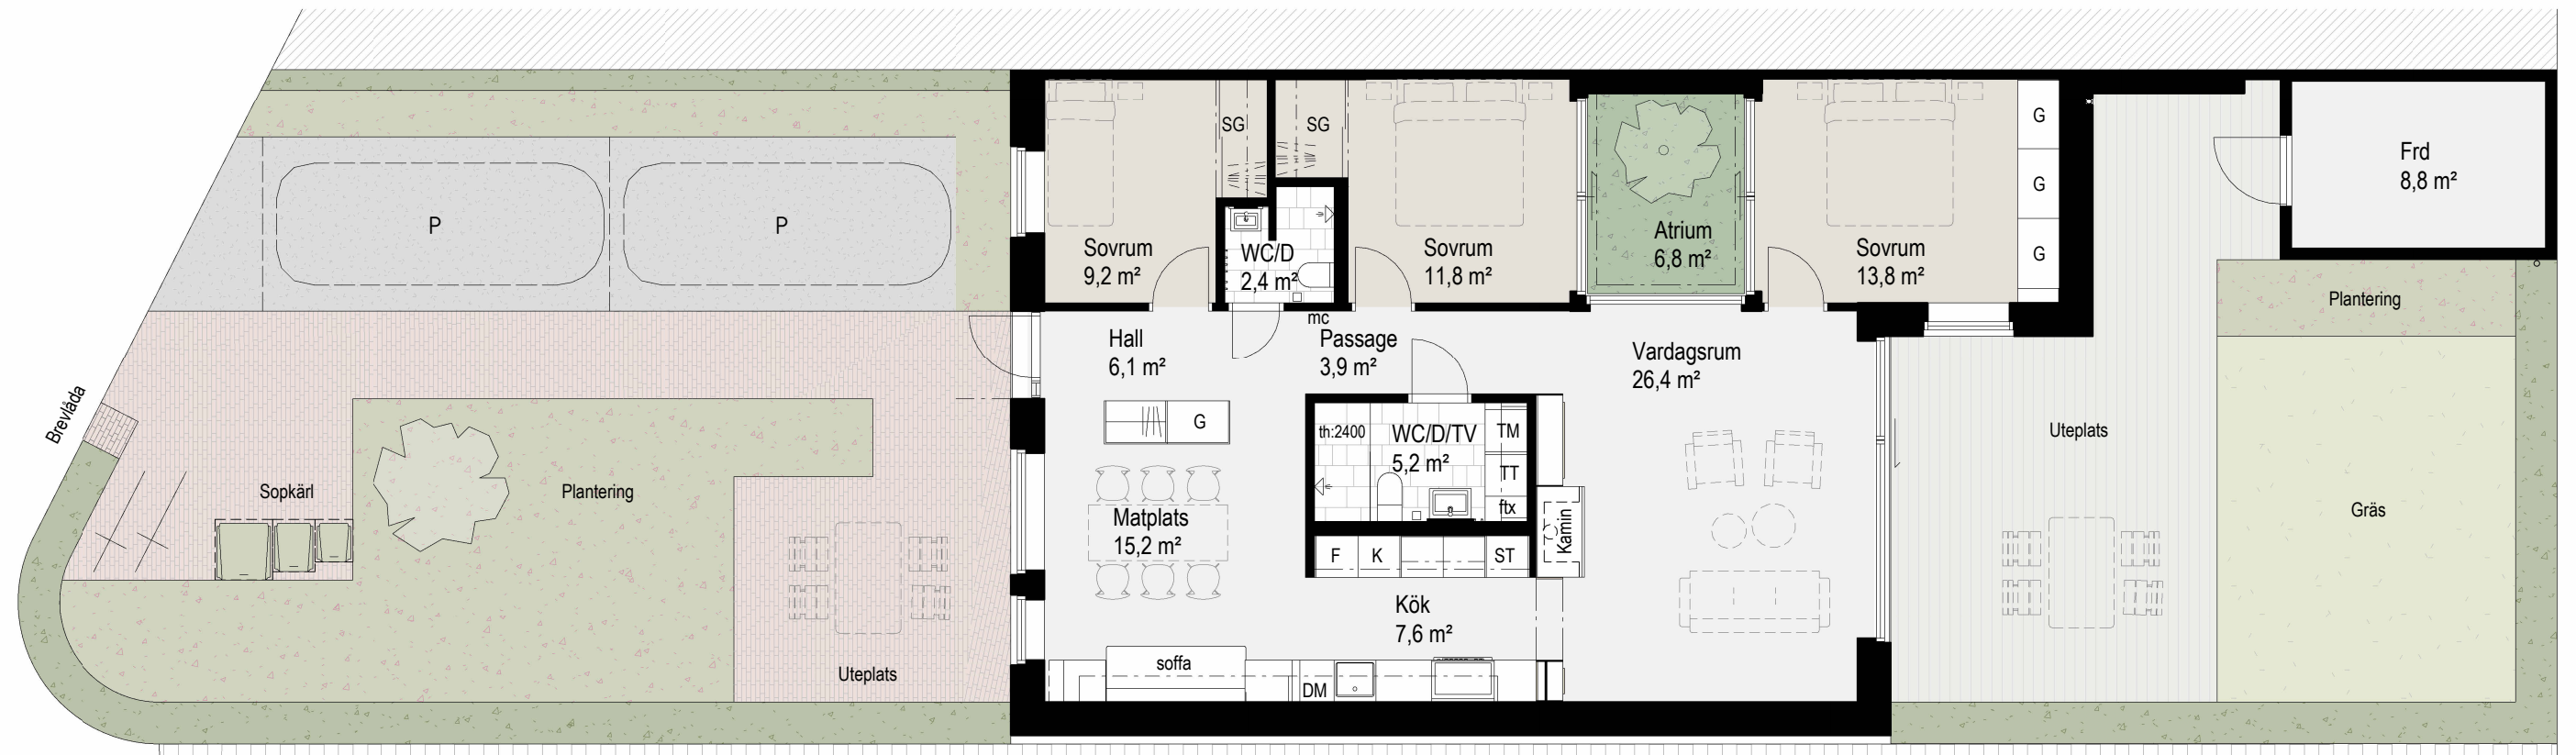 P
P
Brevlåda
Sopkärl
Plantering
Uteplats
SG
SG
Sovrum
9,2 m²
WC/D
2,4 m²
Sovrum
11,8 m²
Atrium
6,8 m²
Sovrum
13,8 m²
G
G
G
Frd
8,8 m²
Plantering
Hall
6,1 m²
mc
Passage
3,9 m²
Vardagsrum
26,4 m²
G
th:2400
WC/D/TV
5,2 m²
TM
TT
ftx
Matplats
15,2 m²
F
K
ST
Kamin
Kök
7,6 m²
soffa
DM
Uteplats
Gräs